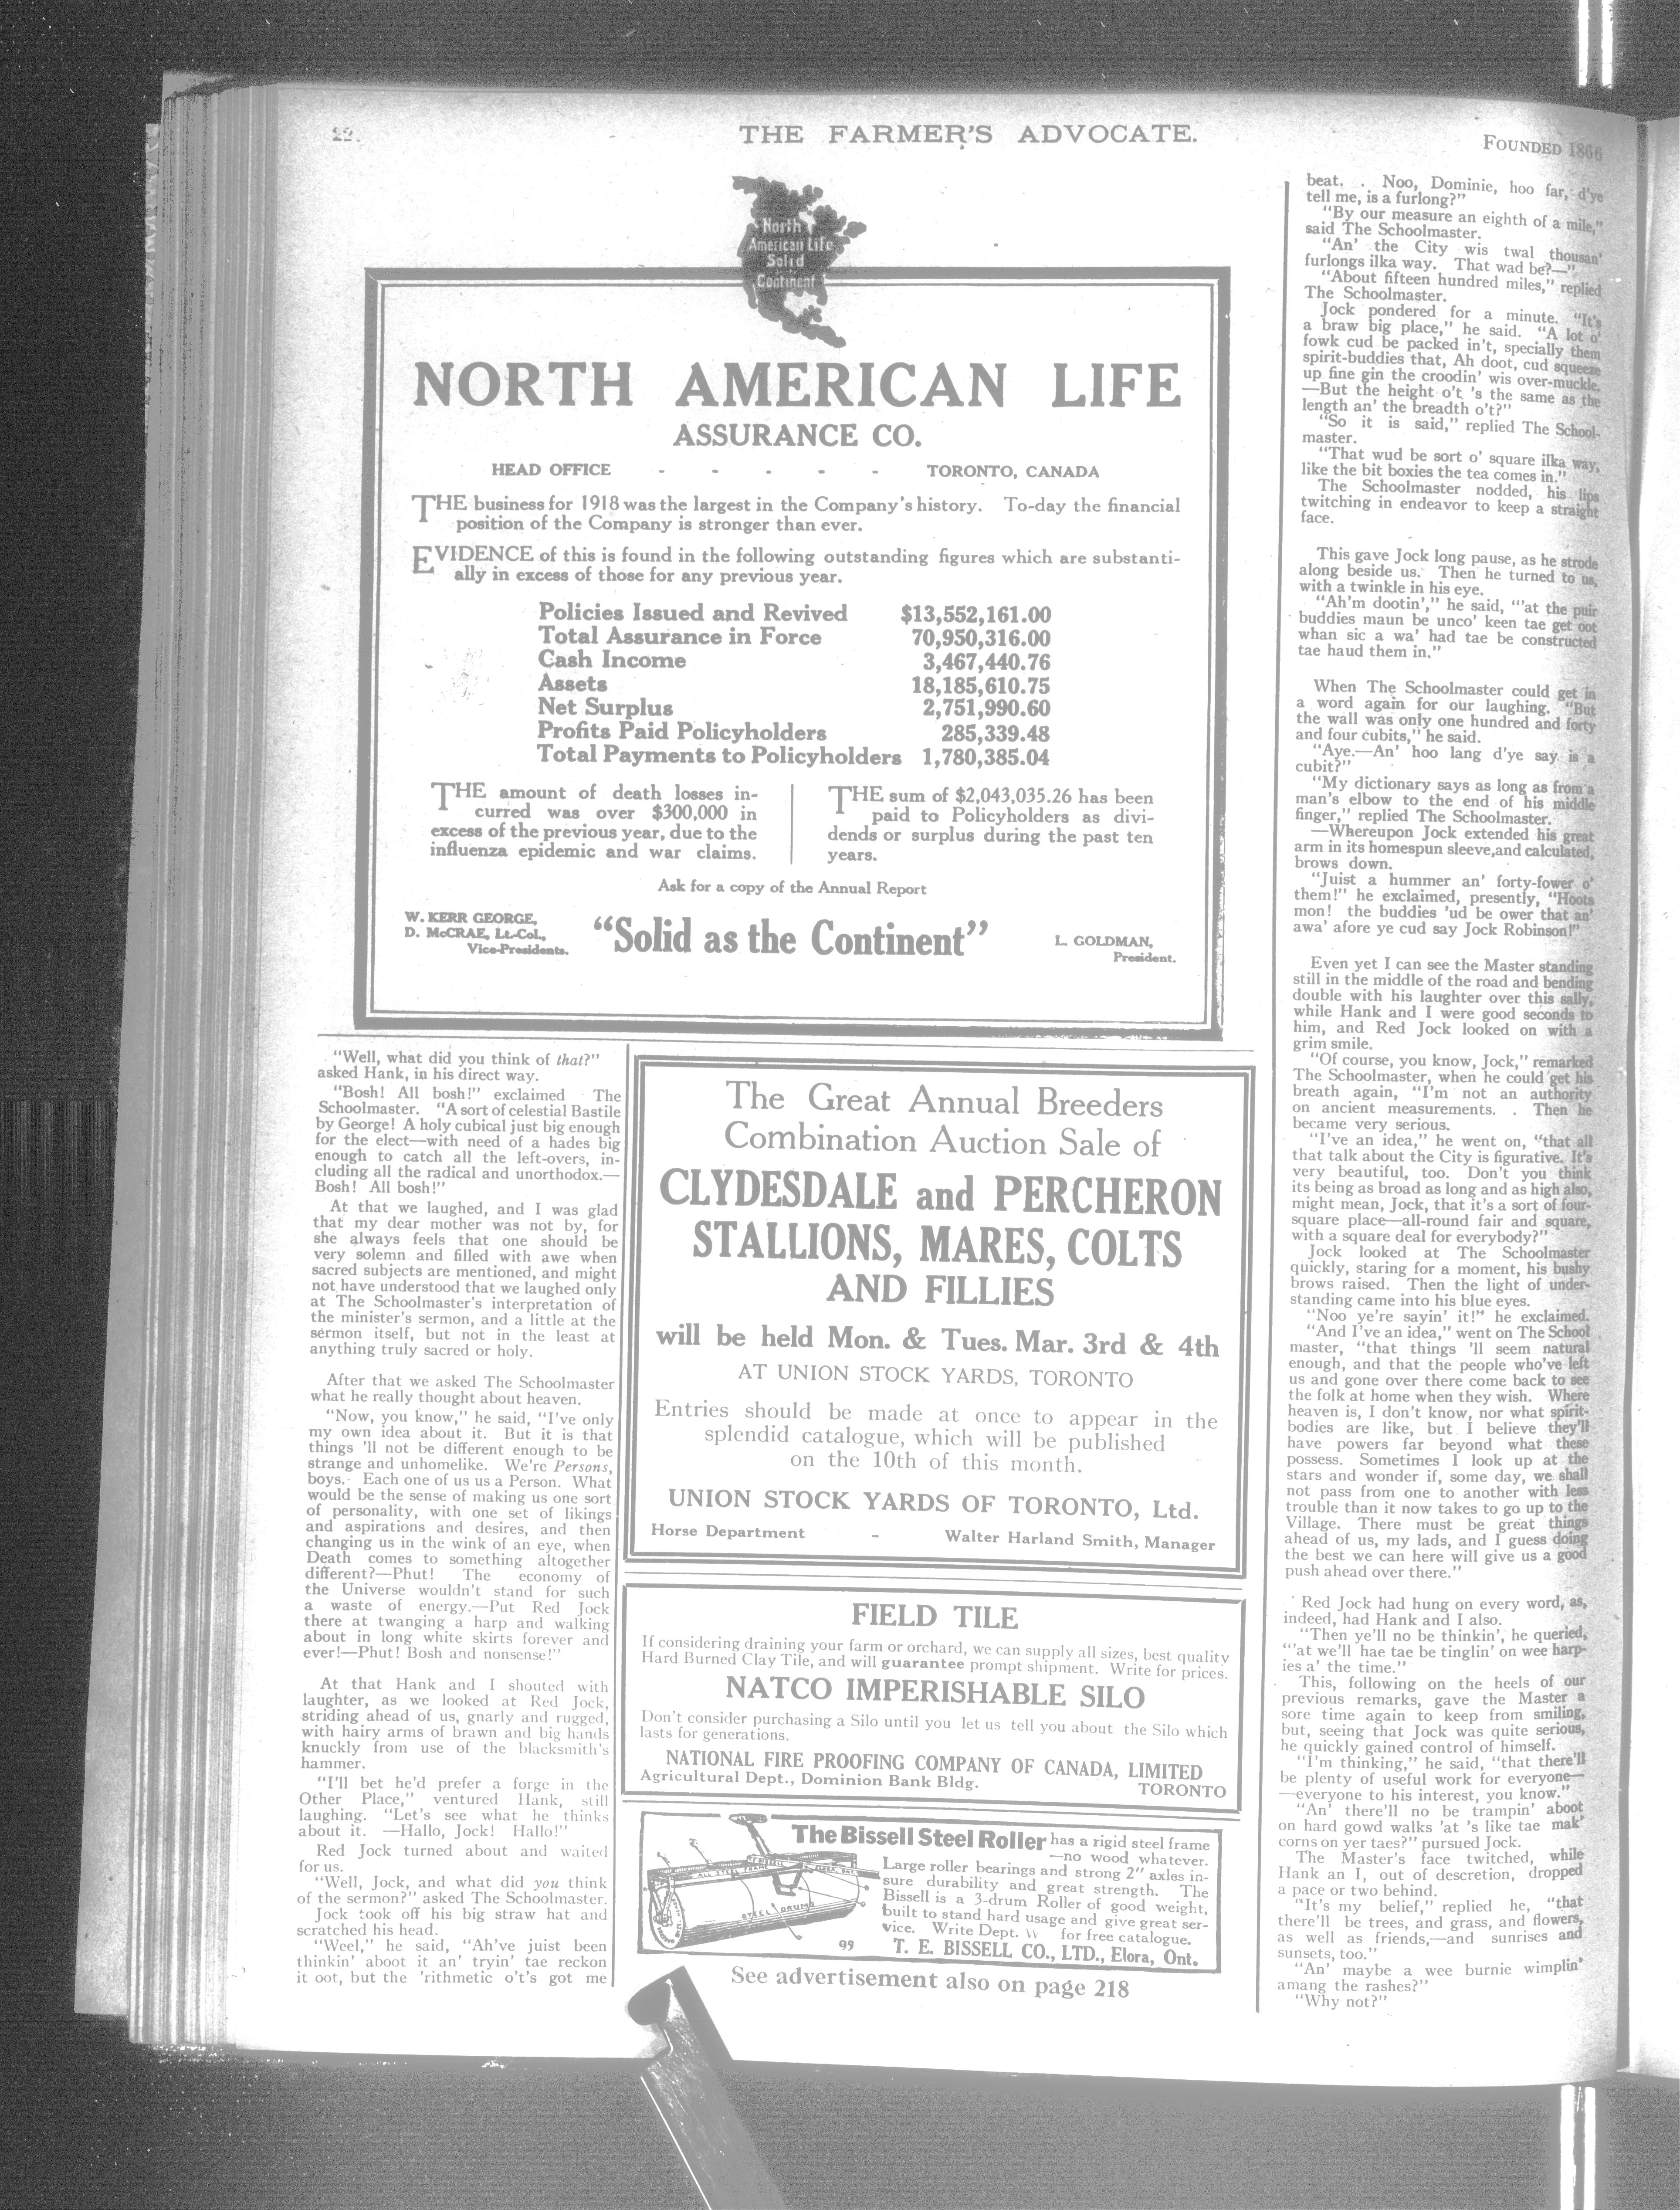 22.
THE FARMER'S ADVOCATE.
FOUNDED 1866
North
American Life
Solid
Continent
NORTH AMERICAN LIFE
ASSURANCE CO.
HEAD OFFICE - - - - - TORONTO, CANADA
THE business for 1918 was the largest in the Company's history. To-day the financial
position of the Company is stronger than ever.
EVIDENCE of this is found in the following outstanding figures which are substanti-
ally in excess of those for any previous year.
Policies Issued and Revived $13,552,161.00
Total Assurance in Force 70,950,316.00
Cash Income 3,467,440.76
Assets 18,185,610.75
Net Surplus 2,751,990.60
Profits Paid Policyholders 285,339.48
Total Payments to Policyholders 1,780,385.04
THE amount of death losses in-
curred was over $300,000 in
excess of the previous year, due to the
influenza epidemic and war claims.
THE sum of $2,043,035.26 has been
paid to Policyholders as divi-
dends or surplus during the past ten
years.
Ask for a copy of the Annual Report
W. KERR GEORGE,
D. McCRAE, Lt.-Col.,
Vice-Presidents.
"Solid as the Continent"
L. GOLDMAN,
President.
"Well, what did you think of that?"
asked Hank, in his direct way.
"Bosh! All bosh!" exclaimed The
Schoolmaster. "A sort of celestial Bastile
by George! A holy cubical just big enough
for the elect—with need of a hades big
enough to catch all the left-overs, in-
cluding all the radical and unorthodox.—
Bosh! All bosh!"
At that we laughed, and I was glad
that my dear mother was not by, for
she always feels that one should be
very solemn and filled with awe when
sacred subjects are mentioned, and might
not have understood that we laughed only
at The Schoolmaster's interpretation of
the minister's sermon, and a little at the
sermon itself, but not in the least at
anything truly sacred or holy.
After that we asked The Schoolmaster
what he really thought about heaven.
"Now, you know," he said, "I've only
my own idea about it. But it is that
things 'll not be different enough to be
strange and unhomelike. We're Persons,
boys. Each one of us us a Person. What
would be the sense of making us one sort
of personality, with one set of likings
and aspirations and desires, and then
changing us in the wink of an eye, when
Death comes to something altogether
different?—Phut! The economy of
the Universe wouldn't stand for such
a waste of energy.—Put Red Jock
there at twanging a harp and walking
about in long white skirts forever and
ever!—Phut! Bosh and nonsense!"
At that Hank and I shouted with
laughter, as we looked at Red Jock,
striding ahead of us, gnarly and rugged,
with hairy arms of brawn and big hands
knuckly from use of the blacksmith's
hammer.
"I'll bet he'd prefer a forge in the
Other Place," ventured Hank, still
laughing. "Let's see what he thinks
about it. —Hallo, Jock! Hallo!"
Red Jock turned about and waited
for us.
"Well, Jock, and what did you think
of the sermon?" asked The Schoolmaster.
Jock took off his big straw hat and
scratched his head.
"Weel," he said, "Ah've juist been
thinkin' aboot it an' tryin' tae reckon
it oot, but the 'rithmetic o't's got me
The Great Annual Breeders
Combination Auction Sale of
CLYDESDALE and PERCHERON
STALLIONS, MARES, COLTS
AND FILLIES
will be held Mon. & Tues. Mar. 3rd & 4th
AT UNION STOCK YARDS, TORONTO
Entries should be made at once to appear in the
splendid catalogue, which will be published
on the 10th of this month.
UNION STOCK YARDS OF TORONTO, Ltd.
Horse Department - Walter Harland Smith, Manager
FIELD TILE
If considering draining your farm or orchard, we can supply all sizes, best quality
Hard Burned Clay Tile, and will guarantee prompt shipment. Write for prices.
NATCO IMPERISHABLE SILO
Don't consider purchasing a Silo until you let us tell you about the Silo which
lasts for generations.
NATIONAL FIRE PROOFING COMPANY OF CANADA, LIMITED
Agricultural Dept., Dominion Bank Bldg. TORONTO
The Bissell Steel Roller has a rigid steel frame
—no wood whatever.
Large roller bearings and strong 2" axles in-
sure durability and great strength. The
Bissell is a 3-drum Roller of good weight,
built to stand hard usage and give great ser-
vice. Write Dept. W for free catalogue.
99 T. E. BISSELL CO., LTD., Elora, Ont.
See advertisement also on page 218
beat. . Noo, Dominie, hoo far, d'ye
tell me, is a furlong?"
"By our measure an eighth of a mile,"
said The Schoolmaster.
"An' the City wis twal thousan'
furlongs ilka way. That wad be?—"
"About fifteen hundred miles," replied
The Schoolmaster.
Jock pondered for a minute. "It's
a braw big place," he said. "A lot o'
fowk cud be packed in't, specially them
spirit-buddies that, Ah doot, cud squeeze
up fine gin the croodin' wis over-muckle,
—But the height o't 's the same as the
length an' the breadth o't?"
"So it is said," replied The School-
master.
"That wud be sort o' square ilka way,
like the bit boxies the tea comes in."
The Schoolmaster nodded, his lips
twitching in endeavor to keep a straight
face.
This gave Jock long pause, as he strode
along beside us. Then he turned to us,
with a twinkle in his eye.
"Ah'm dootin'," he said, "'at the puir
buddies maun be unco' keen tae get oot
whan sic a wa' had tae be constructed
tae haud them in."
When The Schoolmaster could get in
a word again for our laughing. "But
the wall was only one hundred and forty
and four cubits," he said.
"Aye.—An' hoo lang d'ye say is a
cubit?"
"My dictionary says as long as from a
man's elbow to the end of his middle
finger," replied The Schoolmaster.
—Whereupon Jock extended his great
arm in its homespun sleeve,and calculated,
brows down.
"Juist a hummer an' forty-fower o'
them!" he exclaimed, presently, "Hoots
mon! the buddies 'ud be ower that an'
awa' afore ye cud say Jock Robinson!"
Even yet I can see the Master standing
still in the middle of the road and bending
double with his laughter over this sally,
while Hank and I were good seconds to
him, and Red Jock looked on with a
grim smile.
"Of course, you know, Jock," remarked
The Schoolmaster, when he could get his
breath again, "I'm not an authority
on ancient measurements. . Then he
became very serious.
"I've an idea," he went on, "that all
that talk about the City is figurative. It's
very beautiful, too. Don't you think
its being as broad as long and as high also,
might mean, Jock, that it's a sort of four-
square place—all-round fair and square,
with a square deal for everybody?"
Jock looked at The Schoolmaster
quickly, staring for a moment, his bushy
brows raised. Then the light of under-
standing came into his blue eyes.
"Noo ye're sayin' it!" he exclaimed.
"And I've an idea," went on The School
master, "that things 'll seem natural
enough, and that the people who've left
us and gone over there come back to see
the folk at home when they wish. Where
heaven is, I don't know, nor what spirit-
bodies are like, but I believe they'll
have powers far beyond what these
possess. Sometimes I look up at the
stars and wonder if, some day, we shall
not pass from one to another with less
trouble than it now takes to go up to the
Village. There must be great things
ahead of us, my lads, and I guess doing
the best we can here will give us a good
push ahead over there."
Red Jock had hung on every word, as,
indeed, had Hank and I also.
"Then ye'll no be thinkin', he queried,
"'at we'll hae tae be tinglin' on wee harp-
ies a' the time."
This, following on the heels of our
previous remarks, gave the Master a
sore time again to keep from smiling,
but, seeing that Jock was quite serious,
he quickly gained control of himself.
"I'm thinking," he said, "that there'll
be plenty of useful work for everyone—
—everyone to his interest, you know."
"An' there'll no be trampin' aboot
on hard gowd walks 'at 's like tae mak'
corns on yer taes?" pursued Jock.
The Master's face twitched, while
Hank an I, out of descretion, dropped
a pace or two behind.
"It's my belief," replied he, "that
there'll be trees, and grass, and flowers,
as well as friends,—and sunrises and
sunsets, too."
"An' maybe a wee burnie wimplin'
amang the rashes?"
"Why not?"